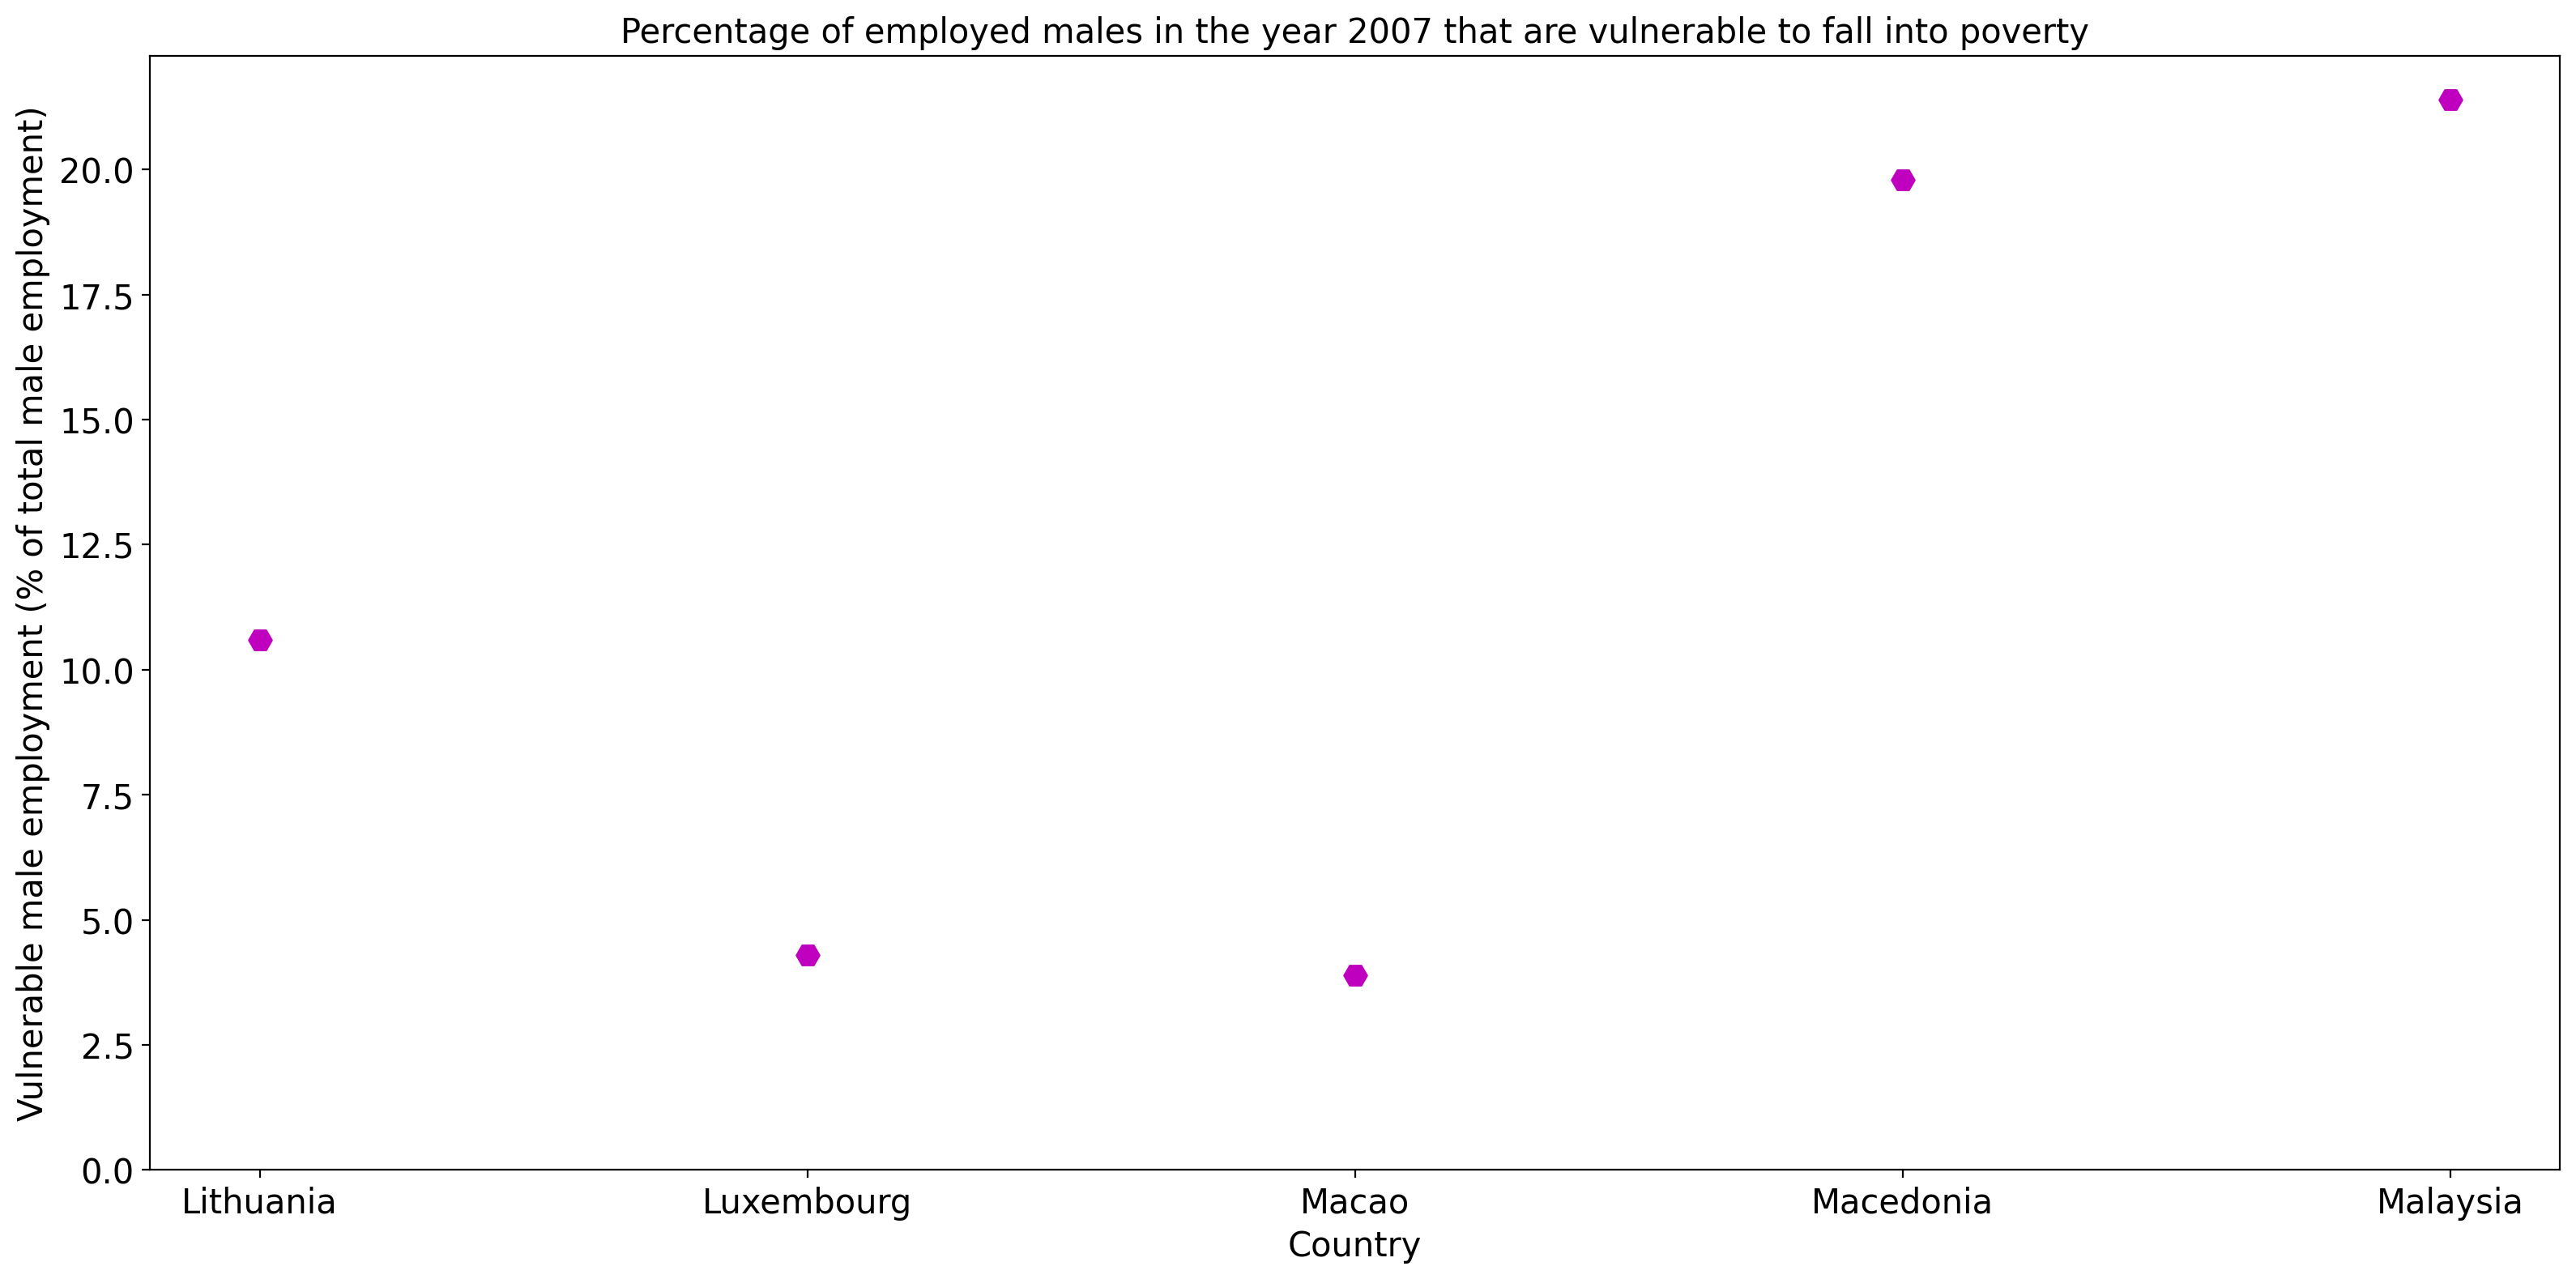 Percentage of employed males in the year 2007 that are vulnerable to fall into poverty
Vulnerable male employment (% of total male employment)
20.0
17.5
15.0
12.5
10.0
7.5
5.0
2.5
0.0
Lithuania Luxembourg Macao Macedonia Malaysia
Country